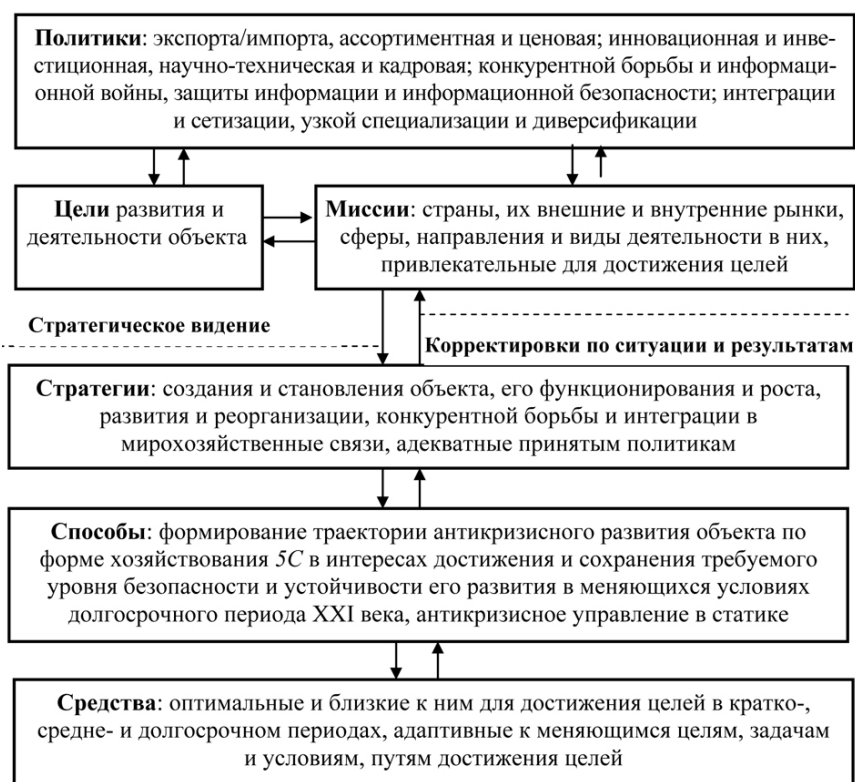 Политики: экспорта/импорта, ассортиментная и ценовая; инновационная и инве-
стиционная, научно-техническая и кадровая; конкурентной борьбы и информаци-
онной войны, защиты информации и информационной безопасности; интеграции
и сетизации, узкой специализации и диверсификации
Цели развития и
деятельности объекта
Миссии: страны, их внешние и внутренние рынки,
сферы, направления и виды деятельности в них,
привлекательные для достижения целей
Стратегическое видение
Корректировки по ситуации и результатам
Стратегии: создания и становления объекта, его функционирования и роста,
развития и реорганизации, конкурентной борьбы и интеграции в
мирохозяйственные связи, адекватные принятым политикам
Способы: формирование траектории антикризисного развития объекта по
форме хозяйствования 5С в интересах достижения и сохранения требуемого
уровня безопасности и устойчивости его развития в меняющихся условиях
долгосрочного периода XXI века, антикризисное управление в статике
Средства: оптимальные и близкие к ним для достижения целей в кратко-,
средне- и долгосрочном периодах, адаптивные к меняющимся целям, задачам
и условиям, путям достижения целей